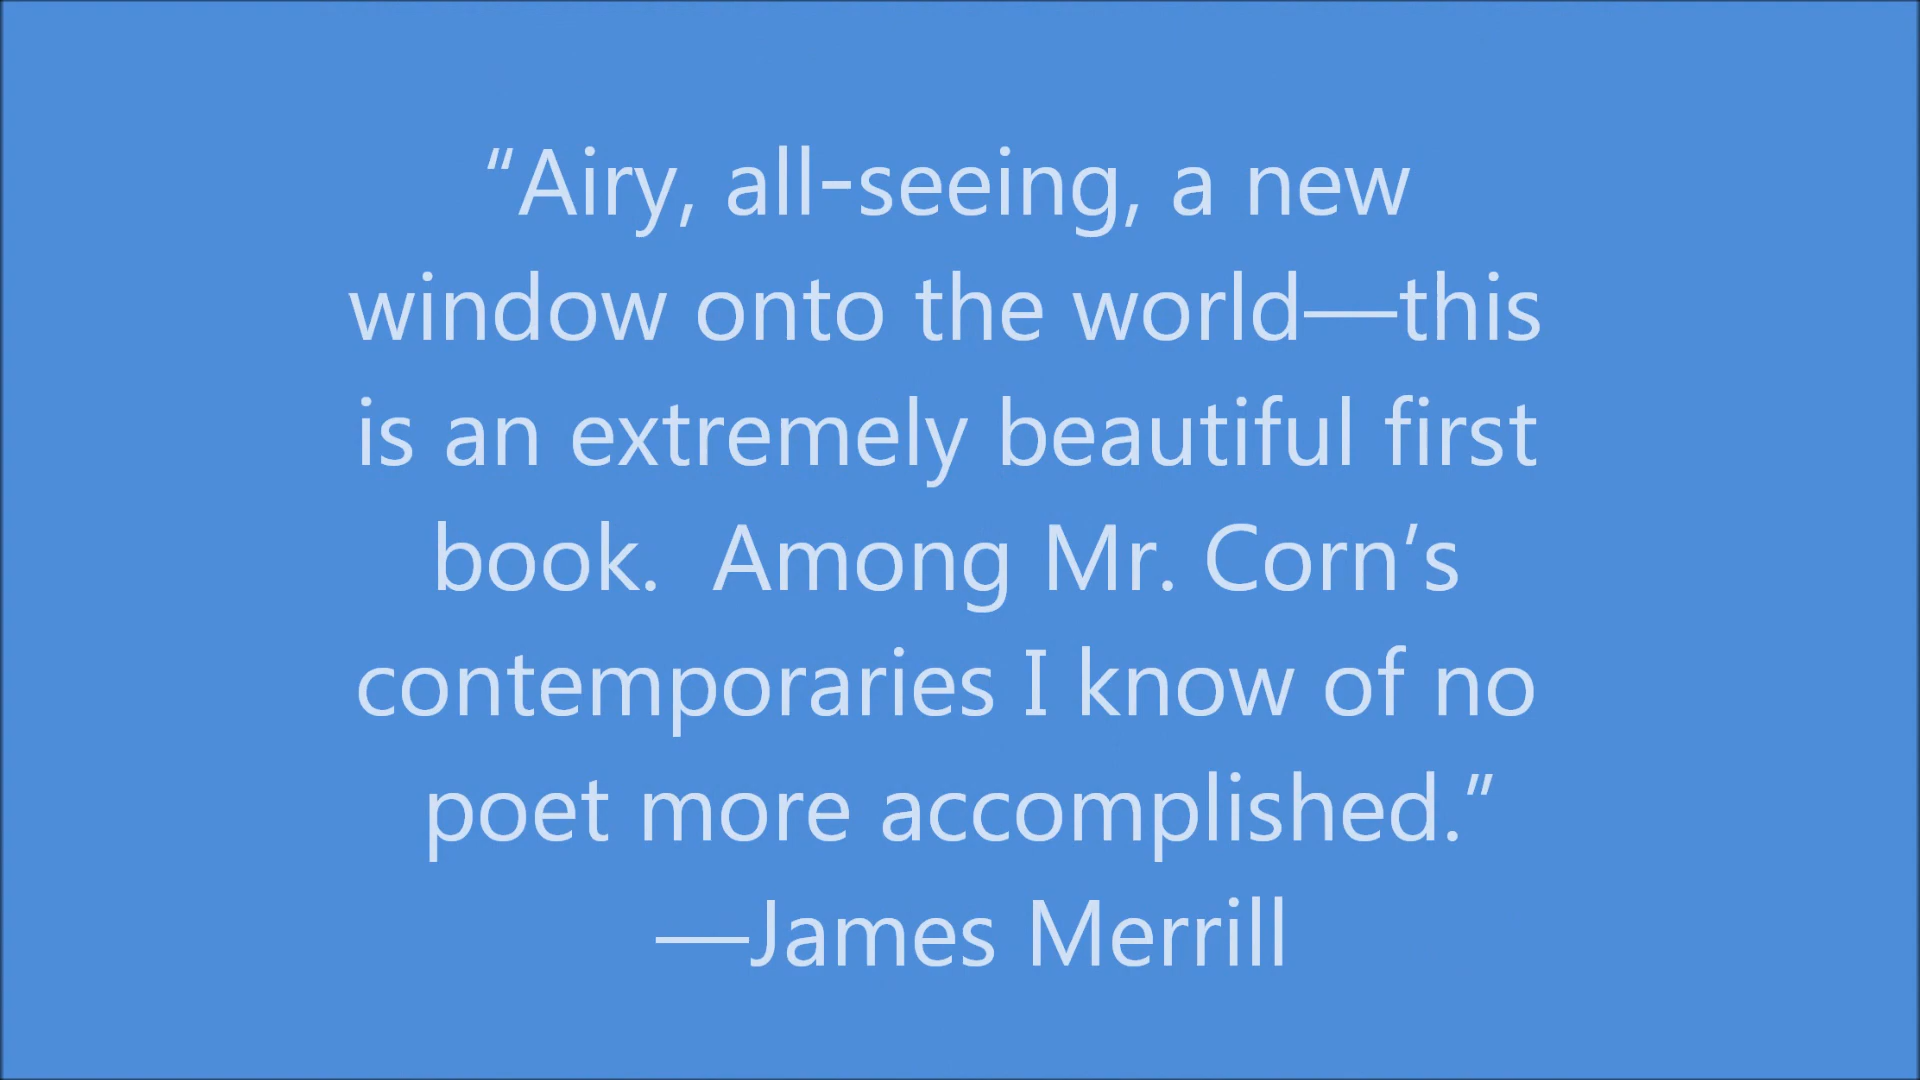 “Airy, all-seeing, a new
window onto the world—this
is an extremely beautiful first
book.  Among Mr. Corn’s
contemporaries I know of no
poet more accomplished.”
—James Merrill